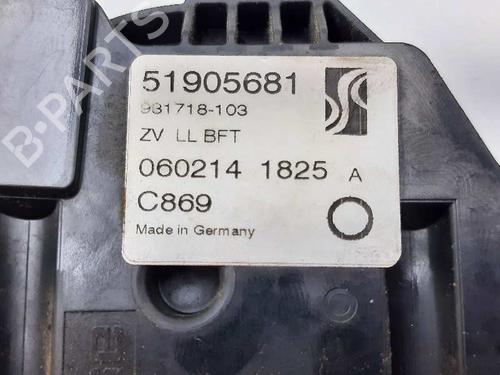 B-PARTS
51905681
981718-103
ZV LL BFT
060214 1825 A
C869
Made in Germany